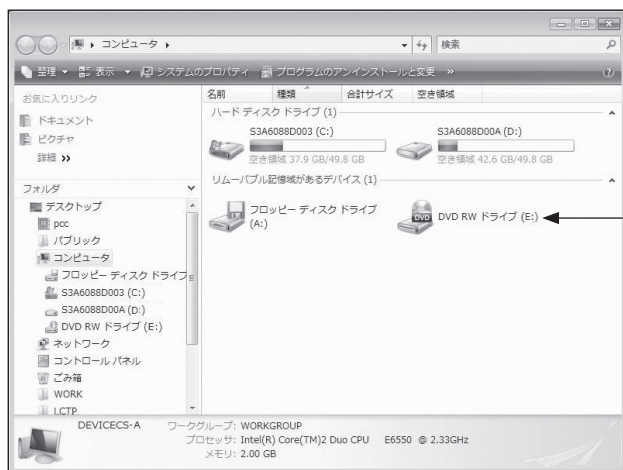 コンピュータ
検索
整理 表示 システムのプロパティ プログラムのアンインストールと変更 »
お気に入りリンク
ドキュメント
ピクチャ
詳細 »
フォルダ
デスクトップ
pcc
パブリック
コンピュータ
フロッピー ディスク ドライブ
S3A6088D003 (C:)
S3A6088D00A (D:)
DVD RW ドライブ (E:)
ネットワーク
コントロール パネル
ごみ箱
WORK
LCTP
名前 種類 合計サイズ 空き領域
ハード ディスク ドライブ (1)
S3A6088D003 (C:)
空き領域 37.9 GB/49.8 GB
S3A6088D00A (D:)
空き領域 42.6 GB/49.8 GB
リムーバブル記憶域があるデバイス (1)
フロッピー ディスク ドライブ
(A:)
DVD
DVD RW ドライブ (E:)
DEVICECS-A ワークグループ: WORKGROUP
プロセッサ: Intel(R) Core(TM)2 Duo CPU E6550 @ 2.33GHz
メモリ: 2.00 GB